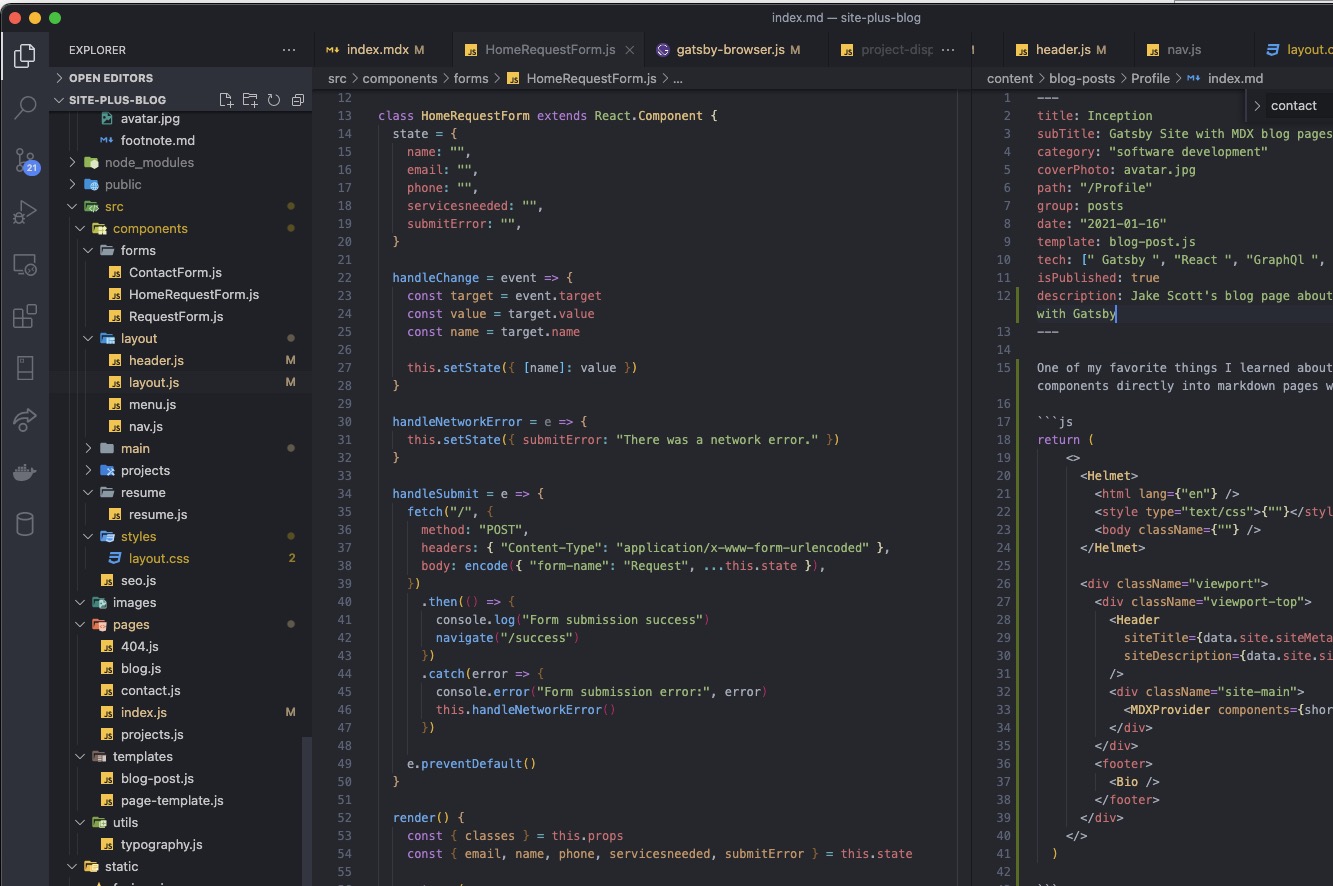 index.md — site-plus-blog
EXPLORER
OPEN EDITORS
SITE-PLUS-BLOG
avatar.jpg
footnote.md
node_modules
public
src
components
forms
ContactForm.js
HomeRequestForm.js
RequestForm.js
layout
header.js M
layout.js M
menu.js
nav.js
main
projects
resume
resume.js
styles
layout.css 2
seo.js
images
pages
404.js
blog.js
contact.js
index.js M
projects.js
templates
blog-post.js
page-template.js
utils
typography.js
static
21
index.mdx M
HomeRequestForm.js
gatsby-browser.js M
project-disp
header.js M
nav.js
src > components > forms > HomeRequestForm.js > ...
12
13 class HomeRequestForm extends React.Component {
14 state = {
15 name: "",
16 email: "",
17 phone: "",
18 servicesneeded: "",
19 submitError: "",
20 }
21
22 handleChange = event => {
23 const target = event.target
24 const value = target.value
25 const name = target.name
26
27 this.setState({ [name]: value })
28 }
29
30 handleNetworkError = e => {
31 this.setState({ submitError: "There was a network error." })
32 }
33
34 handleSubmit = e => {
35 fetch("/", {
36 method: "POST",
37 headers: { "Content-Type": "application/x-www-form-urlencoded" },
38 body: encode({ "form-name": "Request", ...this.state }),
39 })
40 .then(() => {
41 console.log("Form submission success")
42 navigate("/success")
43 })
44 .catch(error => {
45 console.error("Form submission error:", error)
46 this.handleNetworkError()
47 })
48
49 e.preventDefault()
50 }
51
52 render() {
53 const { classes } = this.props
54 const { email, name, phone, servicesneeded, submitError } = this.state
55
content > blog-posts > Profile > index.md
contact
1 ---
2 title: Inception
3 subTitle: Gatsby Site with MDX blog pages
4 category: "software development"
5 coverPhoto: avatar.jpg
6 path: "/Profile"
7 group: posts
8 date: "2021-01-16"
9 template: blog-post.js
10 tech: [" Gatsby ", "React ", "GraphQl ",
11 isPublished: true
12 description: Jake Scott's blog page about
with Gatsby
13 ---
14
15 One of my favorite things I learned about
components directly into markdown pages w
16
17 ```js
18 return (
19 <>
20 <Helmet>
21 <html lang={"en"} />
22 <style type="text/css">{""}</styl
23 <body className={""} />
24 </Helmet>
25
26 <div className="viewport">
27 <div className="viewport-top">
28 <Header
29 siteTitle={data.site.siteMeta
30 siteDescription={data.site.si
31 />
32 <div className="site-main">
33 <MDXProvider components={shor
34 </div>
35 </div>
36 <footer>
37 <Bio />
38 </footer>
39 </div>
40 </>
41 )
42